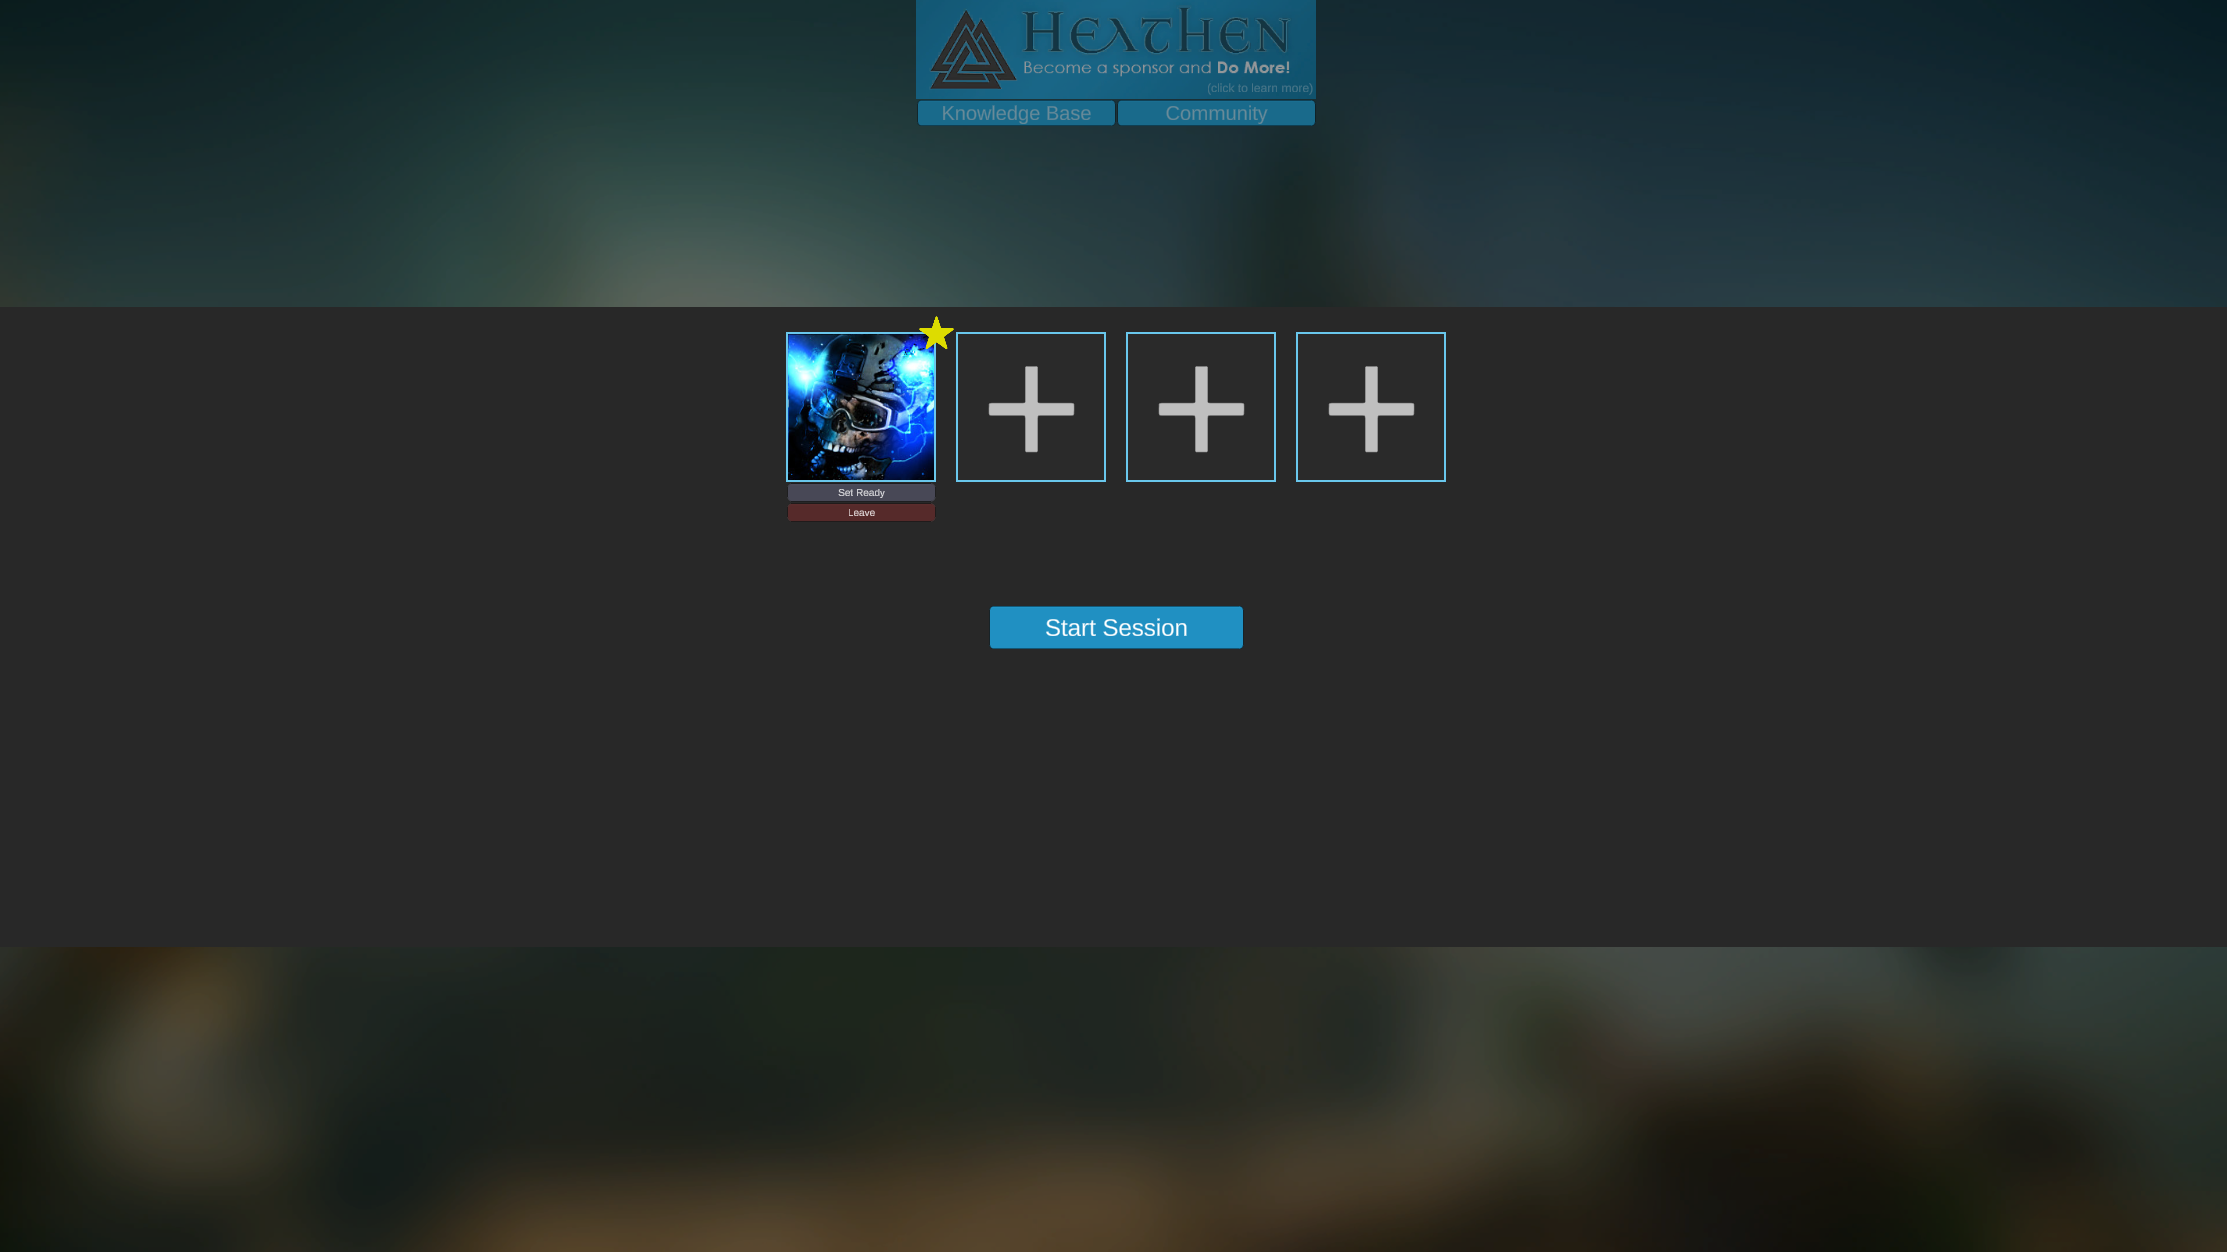 HEATHEN
Become a sponsor and Do More!
(click to learn more)
Knowledge Base
Community
Set Ready
Leave
Start Session